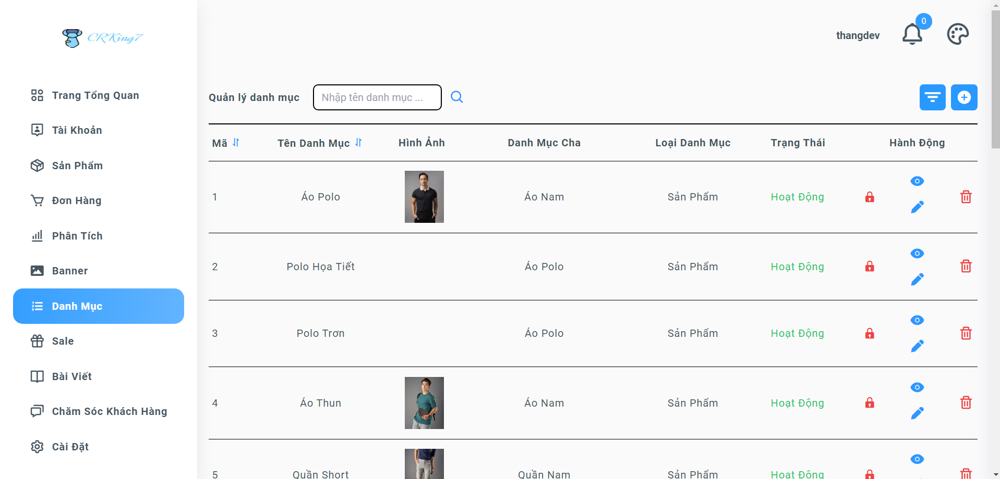 CRKing7
thangdev
0
Trang Tổng Quan
Tài Khoản
Sản Phẩm
Đơn Hàng
Phân Tích
Banner
Danh Mục
Sale
Bài Viết
Chăm Sóc Khách Hàng
Cài Đặt
Quản lý danh mục
Nhập tên danh mục ...
Mã Tên Danh Mục Hình Ảnh Danh Mục Cha Loại Danh Mục Trạng Thái Hành Động
1 Áo Polo Áo Nam Sản Phẩm Hoạt Động
2 Polo Họa Tiết Áo Polo Sản Phẩm Hoạt Động
3 Polo Trơn Áo Polo Sản Phẩm Hoạt Động
4 Áo Thun Áo Nam Sản Phẩm Hoạt Động
5 Quần Short Quần Nam Sản Phẩm Hoạt Động